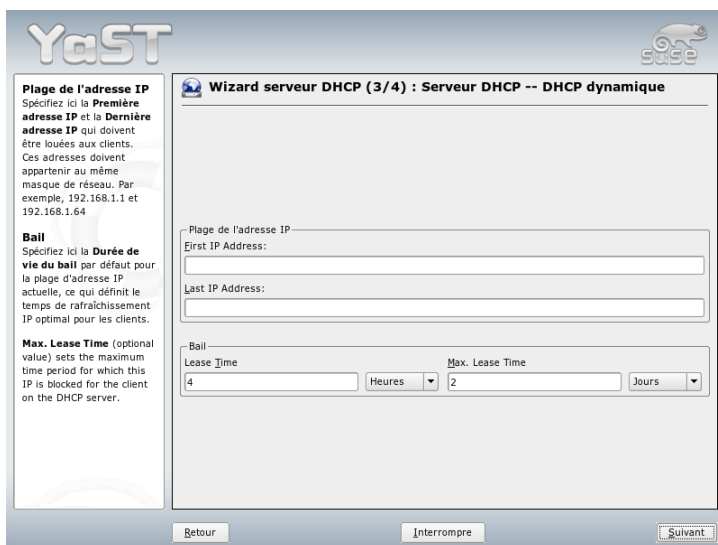 YaST
SUSE
Plage de l'adresse IP
Spécifiez ici la Première
adresse IP et la Dernière
adresse IP qui doivent
être louées aux clients.
Ces adresses doivent
appartenir au même
masque de réseau. Par
exemple, 192.168.1.1 et
192.168.1.64
Bail
Spécifiez ici la Durée de
vie du bail par défaut pour
la plage d'adresse IP
actuelle, ce qui définit le
temps de rafraîchissement
IP optimal pour les clients.
Max. Lease Time (optional
value) sets the maximum
time period for which this
IP is blocked for the client
on the DHCP server.
Wizard serveur DHCP (3/4) : Serveur DHCP -- DHCP dynamique
Plage de l'adresse IP
First IP Address:
Last IP Address:
Bail
Lease Time
Max. Lease Time
4
Heures
2
Jours
Retour
Interrompre
Suivant